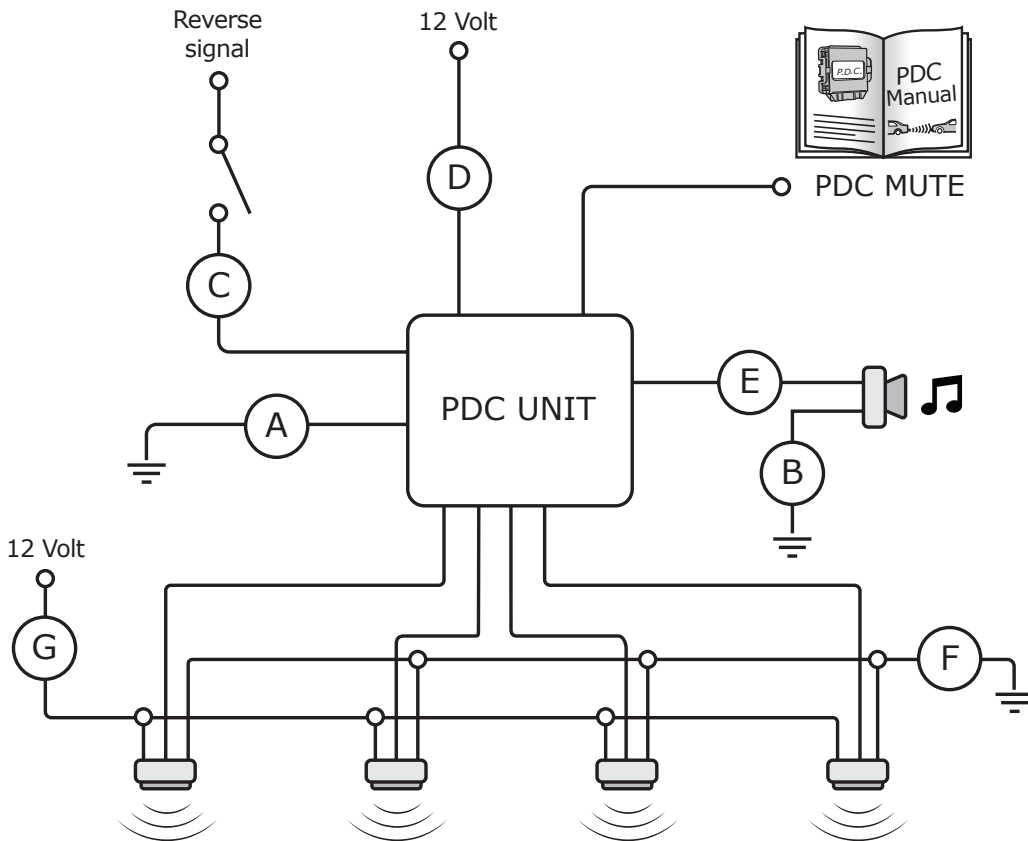 Reverse
signal
12 Volt
P.D.C.
PDC
Manual
PDC MUTE
D
C
E
PDC UNIT
A
B
12 Volt
G
F